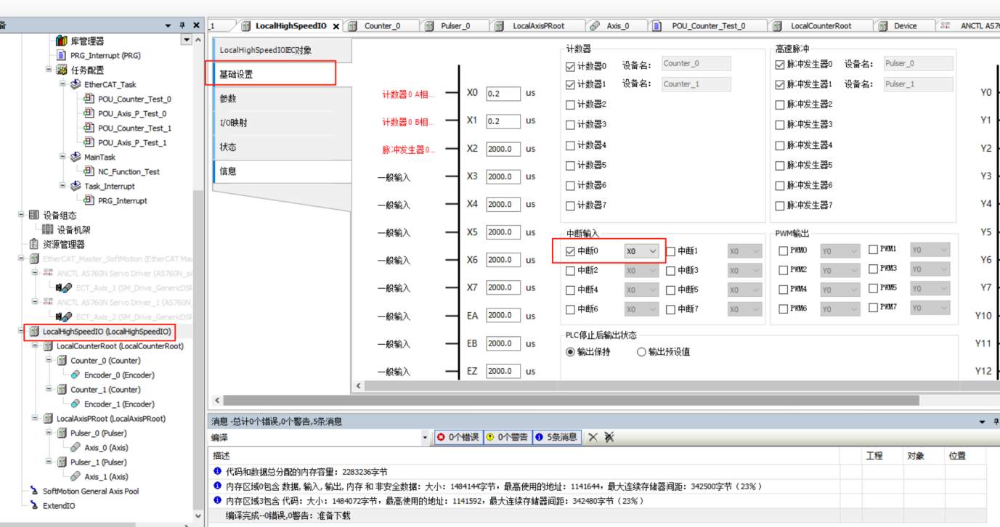 备
库管理器
PRG_Interrupt (PRG)
任务配置
EtherCAT_Task
POU_Counter_Test_0
POU_Axis_P_Test_0
POU_Counter_Test_1
POU_Axis_P_Test_1
MainTask
NC_Function_Test
Task_Interrupt
PRG_Interrupt
设备组态
设备机架
资源管理器
EtherCAT_Master_SoftMotion (EtherCAT Mas
ANCTL AS760N Servo Driver (AS760N_sA
ECT_Axis_1 (SM_Drive_GenericDSP
ANCTL AS760N Servo Driver_1 (AS760N_
ECT_Axis_2 (SM_Drive_GenericDSP
LocalHighSpeedIO (LocalHighSpeedIO)
LocalCounterRoot (LocalCounterRoot)
Counter_0 (Counter)
Encoder_0 (Encoder)
Counter_1 (Counter)
Encoder_1 (Encoder)
LocalAxisPRoot (LocalAxisPRoot)
Pulser_0 (Pulser)
Axis_0 (Axis)
Pulser_1 (Pulser)
Axis_1 (Axis)
SoftMotion General Axis Pool
ExtendIO
_1 LocalHighSpeedIO Counter_0 Pulser_0 LocalAxisPRoot Axis_0 POU_Counter_Test_0 LocalCounterRoot Device ANCTL AS76
LocalHighSpeedIOIEC对象
基础设置
参数
I/O映射
状态
信息
计数器0 A相... X0 0.2 us
计数器0 B相... X1 0.2 us
脉冲发生器0... X2 2000.0 us
一般输入 X3 2000.0 us
一般输入 X4 2000.0 us
一般输入 X5 2000.0 us
一般输入 X6 2000.0 us
一般输入 X7 2000.0 us
一般输入 EA 2000.0 us
一般输入 EB 2000.0 us
一般输入 EZ 2000.0 us
计数器
计数器0 设备名: Counter_0
计数器1 设备名: Counter_1
计数器2
计数器3
计数器4
计数器5
计数器6
计数器7
高速脉冲
脉冲发生器0 设备名: Pulser_0
脉冲发生器1 设备名: Pulser_1
脉冲发生器2
脉冲发生器3
脉冲发生器4
脉冲发生器5
脉冲发生器6
脉冲发生器7
中断输入
中断0 X0 中断1 X0
中断2 X0 中断3 X0
中断4 X0 中断5 X0
中断6 X0 中断7 X0
PWM输出
PWM0 Y0 PWM1 Y0
PWM2 Y0 PWM3 Y0
PWM4 Y0 PWM5 Y0
PWM6 Y0 PWM7 Y0
PLC停止后输出状态
输出保持 输出预设值
Y0
Y1
Y2
Y3
Y4
Y5
Y6
Y7
Y10
Y11
Y12
消息 -总计0个错误,0个警告,5条消息
编译 0个错误 0个警告 5条消息
描述 工程 对象 位置
代码和数据总分配的内存容量: 2283236字节
内存区域0包含 数据, 输入, 输出, 内存 和 非安全数据: 大小: 1484144字节, 最高使用的地址: 1141644, 最大连续存储器间距: 342500字节 (23%)
内存区域3包含 代码: 大小: 1484072字节, 最高使用的地址: 1141592, 最大连续存储器间距: 342480字节 (23%)
编译完成--0错误,0警告: 准备下载